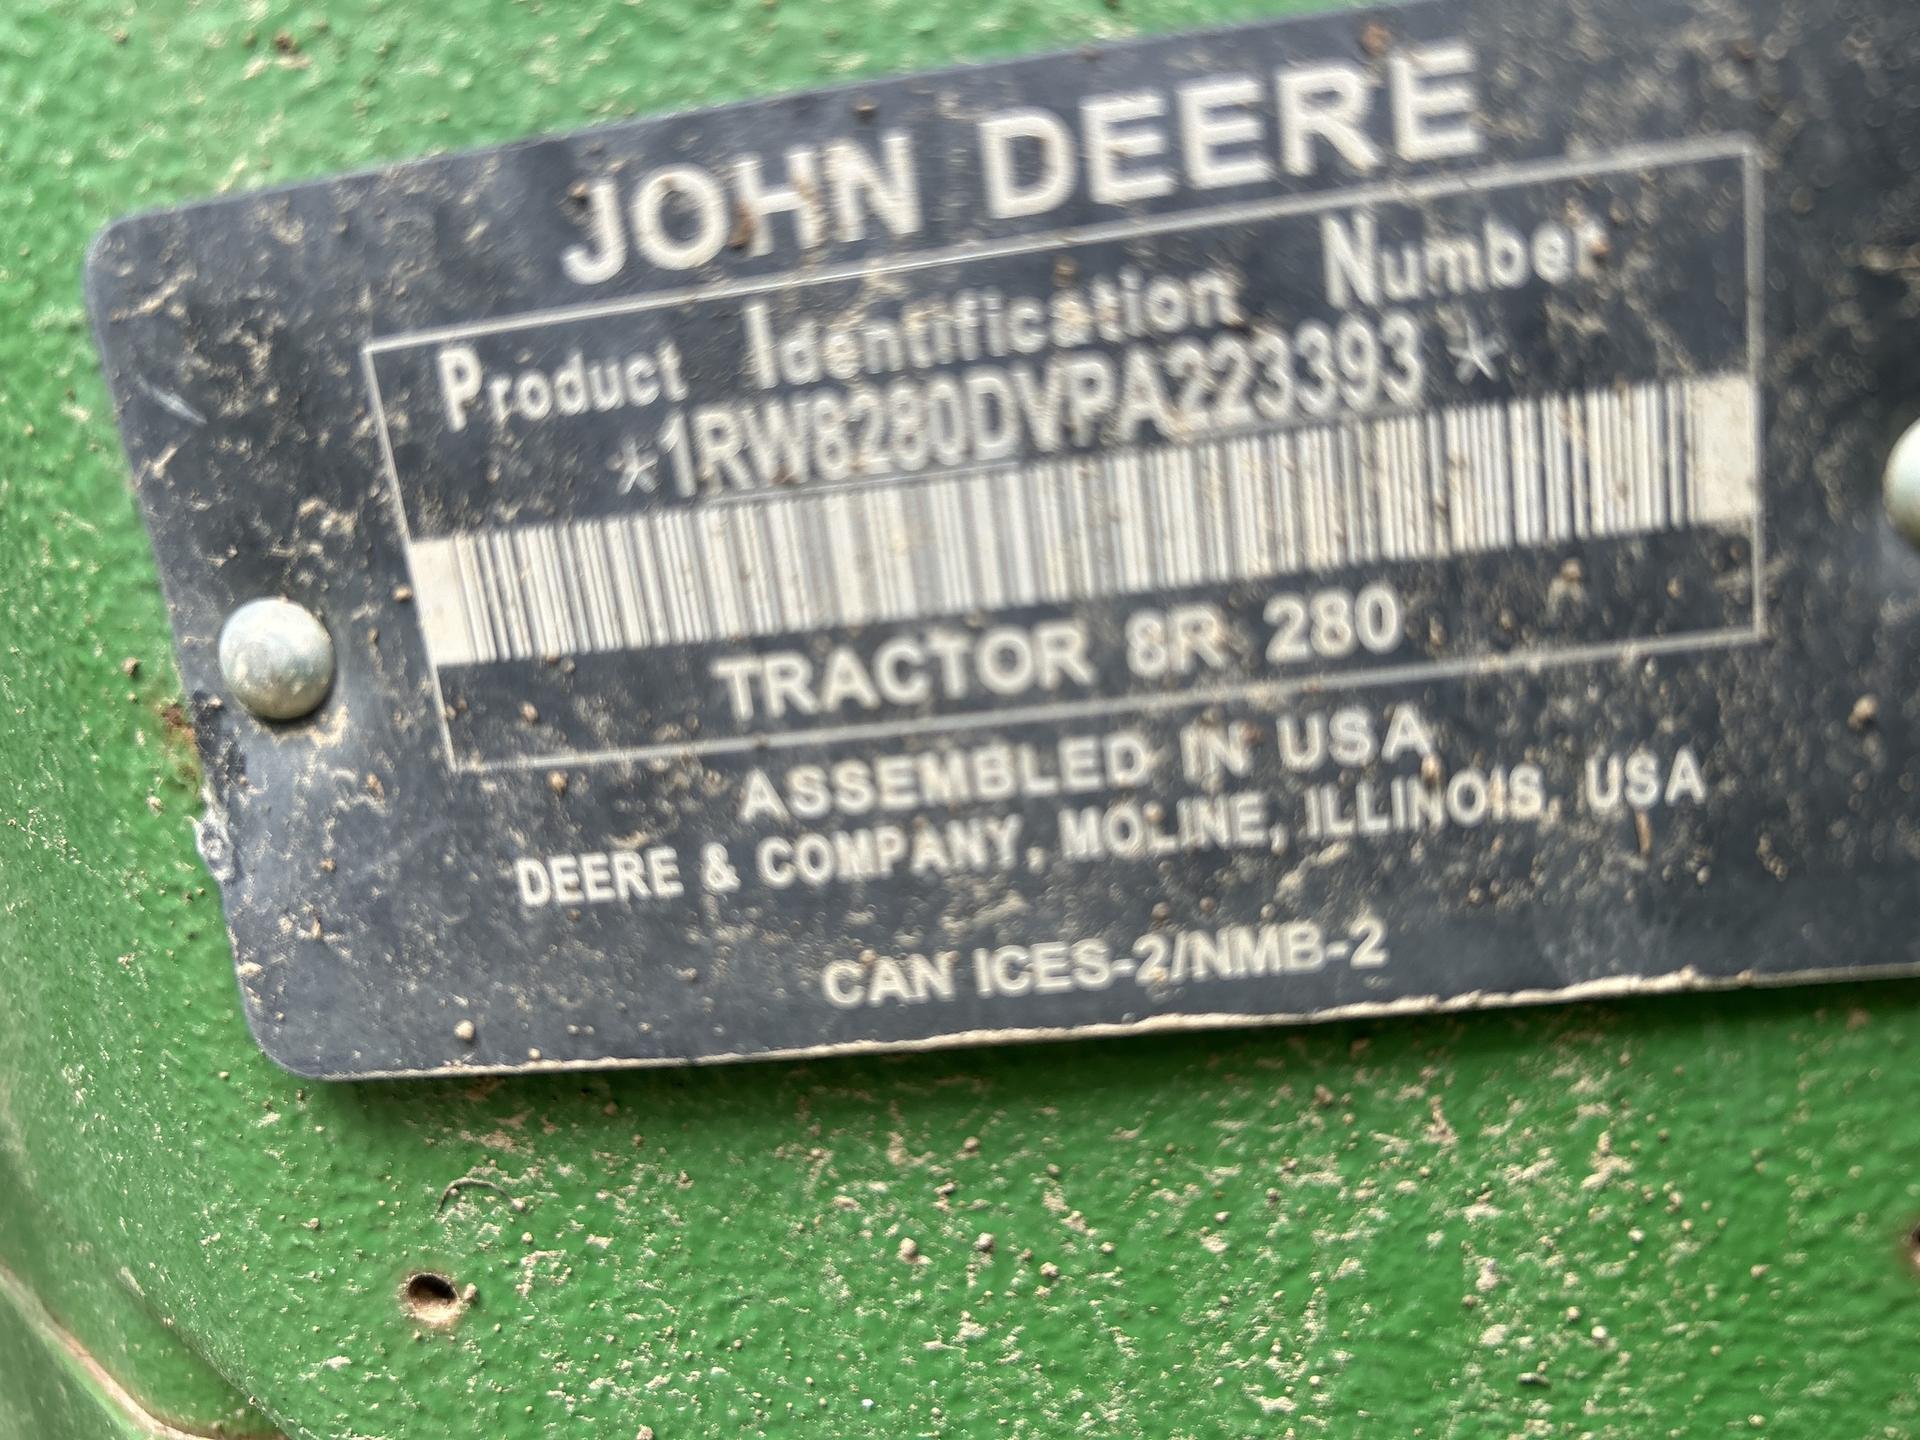 JOHN DEERE
Product Identification Number
*1RW8280DVPA223393*
TRACTOR 8R 280
ASSEMBLED IN USA
DEERE & COMPANY, MOLINE, ILLINOIS, USA
CAN ICES-2/NMB-2